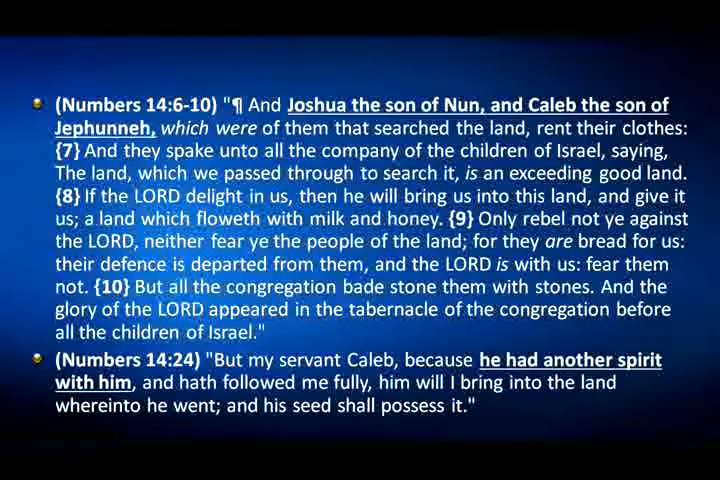 (Numbers 14:6-10) "¶ And Joshua the son of Nun, and Caleb the son of
Jephunneh, which were of them that searched the land, rent their clothes:
{7} And they spake unto all the company of the children of Israel, saying,
The land, which we passed through to search it, is an exceeding good land.
{8} If the LORD delight in us, then he will bring us into this land, and give it
us; a land which floweth with milk and honey. {9} Only rebel not ye against
the LORD, neither fear ye the people of the land; for they are bread for us:
their defence is departed from them, and the LORD is with us: fear them
not. {10} But all the congregation bade stone them with stones. And the
glory of the LORD appeared in the tabernacle of the congregation before
all the children of Israel."
(Numbers 14:24) "But my servant Caleb, because he had another spirit
with him, and hath followed me fully, him will I bring into the land
whereinto he went; and his seed shall possess it."